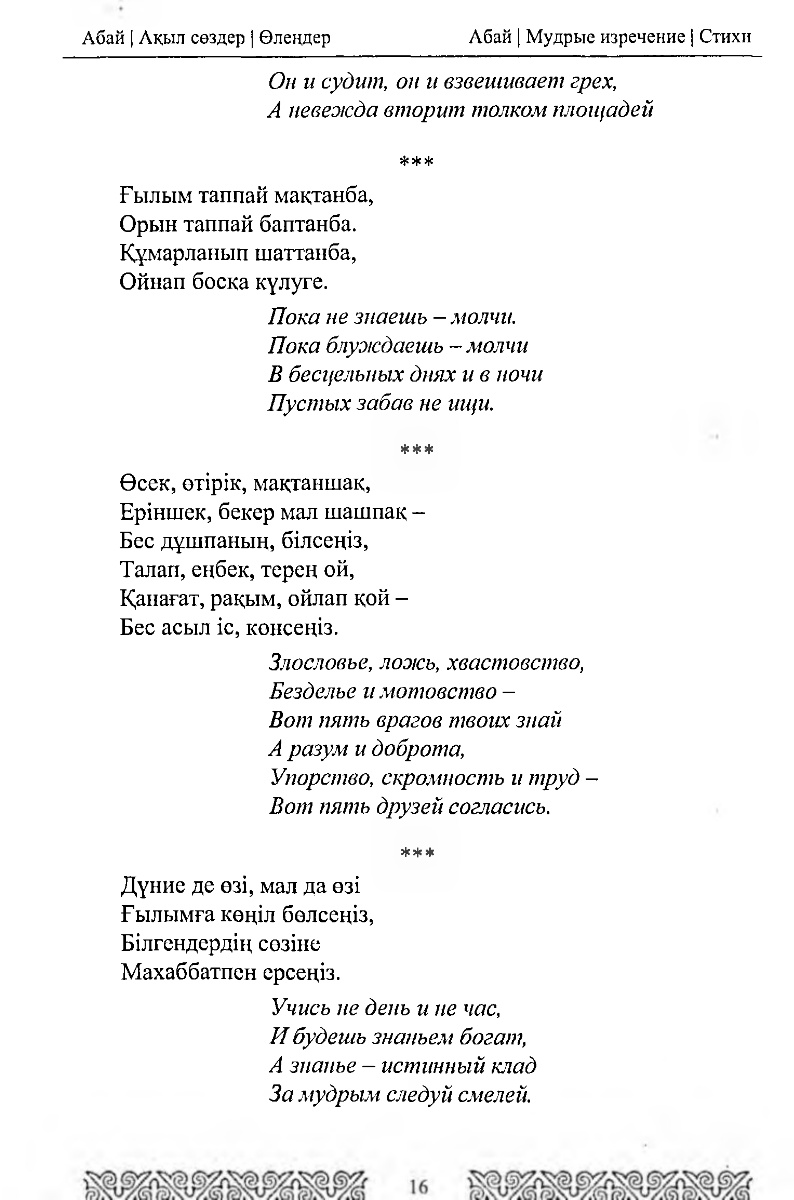 Абай | Ақыл сөздер | Өлеңдер Абай | Мудрые изречение | Стихи
Он и судит, он и взвешивает грех,
А невежда вторит толком площадей
***
Ғылым таппай мақтанба,
Орын таппай баптанба.
Құмарланып шаттанба,
Ойнап босқа күлуге.
Пока не знаешь – молчи.
Пока блуждаешь – молчи
В бесцельных днях и в ночи
Пустых забав не ищи.
***
Өсек, өтірік, мақтаншақ,
Еріншек, бекер мал шашпақ –
Бес дұшпанын, білсеңіз,
Талап, еңбек, терең ой,
Қанағат, рақым, ойлап қой –
Бес асыл іс, көнсеңіз.
Злословье, ложь, хвастовство,
Безделье и мотовство –
Вот пять врагов твоих знай
А разум и доброта,
Упорство, скромность и труд –
Вот пять друзей согласись.
***
Дүние де өзі, мал да өзі
Ғылымға көңіл бөлсеңіз,
Білгендердің сөзіне
Махаббатпен ерсеңіз.
Учись не день и не час,
И будешь знаньем богат,
А знанье – истинный клад
За мудрым следуй смелей.
16